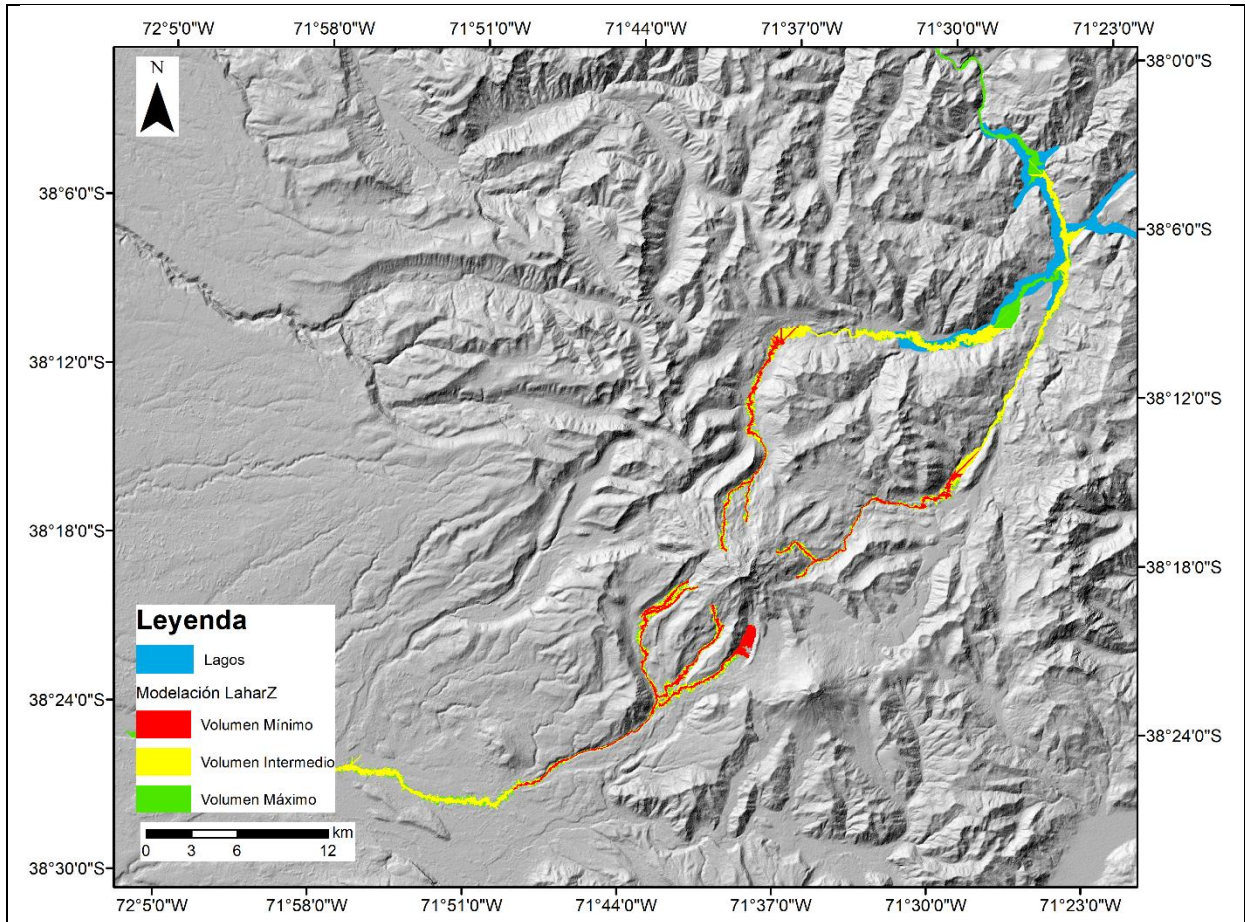 72°5'0"W 71°58'0"W 71°51'0"W 71°44'0"W 71°37'0"W 71°30'0"W 71°23'0"W
N
38°0'0"S
38°6'0"S
38°6'0"S
38°12'0"S
38°12'0"S
38°18'0"S
38°18'0"S
Leyenda
Lagos
Modelación LaharZ
38°24'0"S
Volumen Mínimo
38°24'0"S
Volumen Intermedio
Volumen Máximo
km
0 3 6 12
38°30'0"S
72°5'0"W 71°58'0"W 71°51'0"W 71°44'0"W 71°37'0"W 71°30'0"W 71°23'0"W